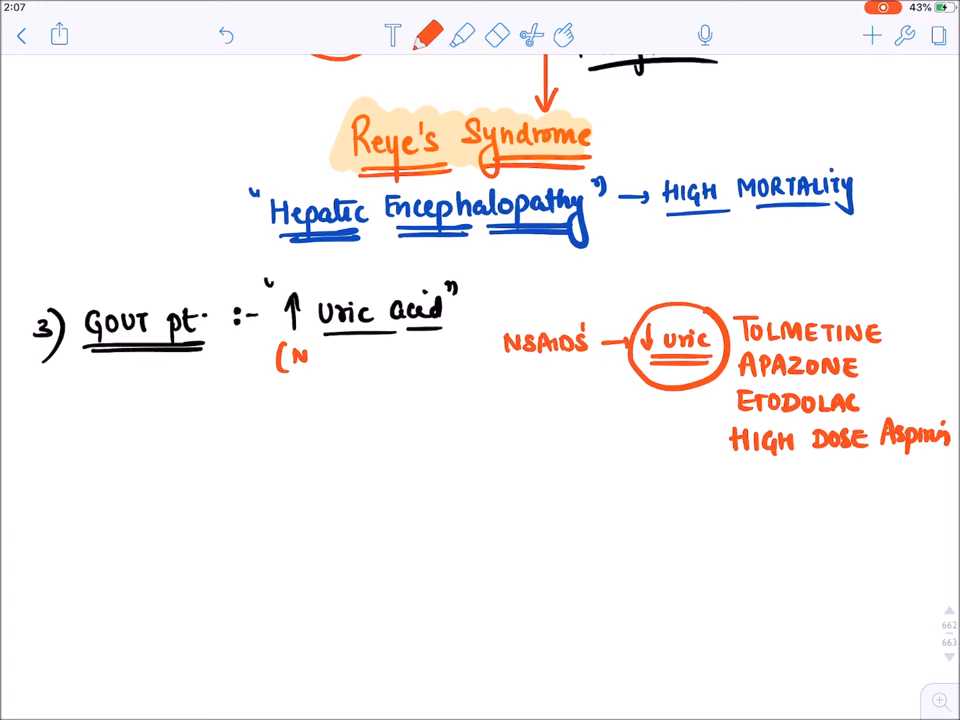 2:07
43%
T
Reye's Syndrome
"Hepatic Encephalopathy" → HIGH MORTALITY
3) GOUT pt. :- "↑ Uric acid"
(N
NSAIDS' → ↓ uric
TOLMETINE
APAZONE
ETODOLAC
HIGH DOSE Aspirin
662
663